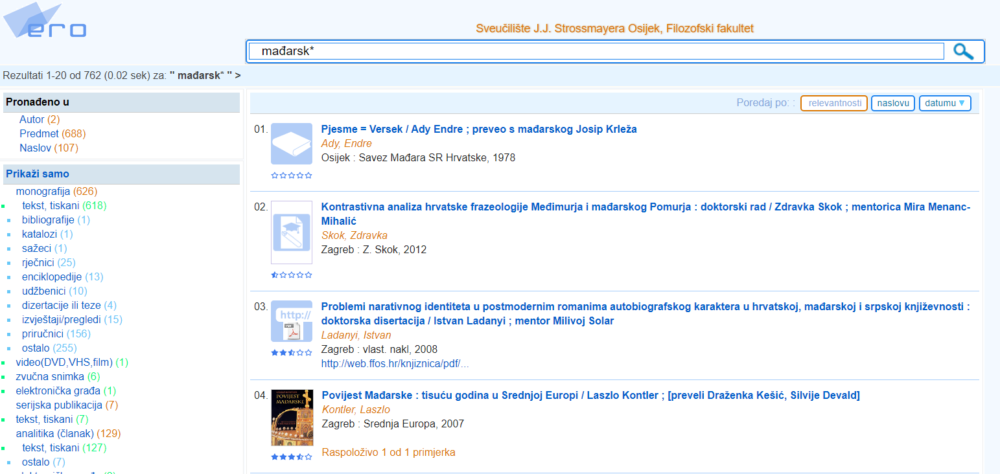 ero
Sveučilište J.J. Strossmayera Osijek, Filozofski fakultet
mađarsk*
Rezultati 1-20 od 762 (0.02 sek) za: " mađarsk* " >
Pronađeno u
Autor (2)
Predmet (688)
Naslov (107)
Prikaži samo
monografija (626)
tekst, tiskani (618)
bibliografije (1)
katalozi (1)
sažeci (1)
rječnici (25)
enciklopedije (13)
udžbenici (10)
dizertacije ili teze (4)
izvještaji/pregledi (15)
priručnici (156)
ostalo (255)
video(DVD,VHS,film) (1)
zvučna snimka (6)
elektronička građa (1)
serijska publikacija (7)
tekst, tiskani (7)
analitika (članak) (129)
tekst, tiskani (127)
ostalo (7)
Poredaj po: : relevantnosti naslovu datumu ▼
01. Pjesme = Versek / Ady Endre ; preveo s mađarskog Josip Krleža
Ady, Endre
Osijek : Savez Mađara SR Hrvatske, 1978
02. Kontrastivna analiza hrvatske frazeologije Međimurja i mađarskog Pomurja : doktorski rad / Zdravka Skok ; mentorica Mira Menanc-
Mihalić
Skok, Zdravka
Zagreb : Z. Skok, 2012
03. Problemi narativnog identiteta u postmodernim romanima autobiografskog karaktera u hrvatskoj, mađarskoj i srpskoj književnosti :
doktorska disertacija / Istvan Ladanyi ; mentor Milivoj Solar
Ladanyi, Istvan
Zagreb : vlast. nakl, 2008
http://web.ffos.hr/knjiznica/pdf/...
http://
PDF
04. Povijest Mađarske : tisuću godina u Srednjoj Europi / Laszlo Kontler ; [preveli Draženka Kešić, Silvije Devald]
Kontler, Laszlo
Zagreb : Srednja Europa, 2007
Raspoloživo 1 od 1 primjerka
POVIJEST
MAĐARSKE